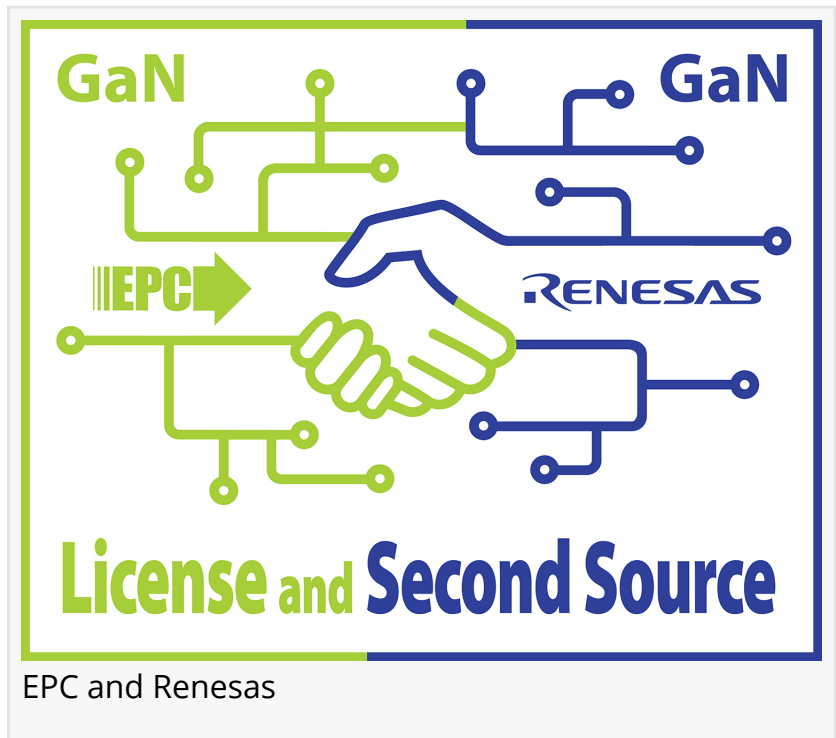 GaN GaN
EPC RENESAS
License and Second Source
EPC and Renesas